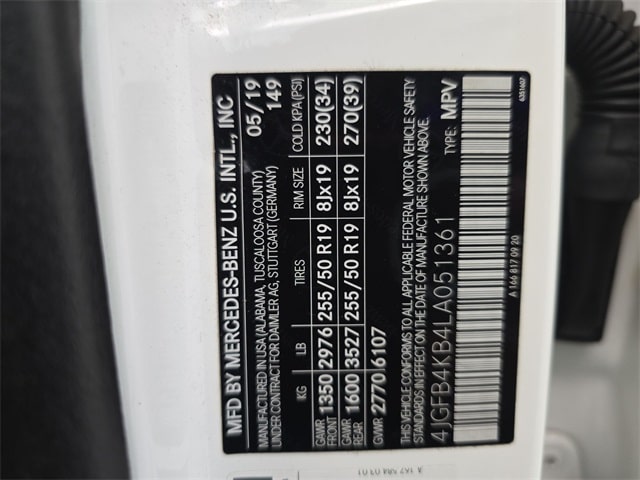 MFD BY MERCEDES-BENZ U.S. INTL., INC
MANUFACTURED IN USA (ALABAMA, TUSCALOOSA COUNTY) 05/19
UNDER CONTRACT FOR DAIMLER AG, STUTTGART (GERMANY) 149
KG LB TIRES RIM SIZE COLD KPA (PSI)
GAWR FRONT 1350 2976 255/50 R19 8Jx19 230(34)
GAWR REAR 1600 3527 255/50 R19 8Jx19 270(39)
GVWR 2770 6107
THIS VEHICLE CONFORMS TO ALL APPLICABLE FEDERAL MOTOR VEHICLE SAFETY
STANDARDS IN EFFECT ON THE DATE OF MANUFACTURE SHOWN ABOVE.
4JGFB4KB4LA051361 TYPE: MPV
A 166 817 09 20
6351607